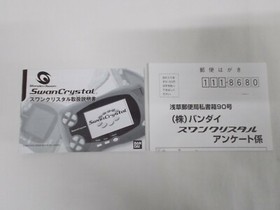 SwanCrystal
スワンクリスタル取扱説明書
SWANCRYSTAL
BANDAI
郵便はがき
111-8680
浅草郵便局私書箱90号
(株)バンダイ
スワンクリスタル
アンケート係